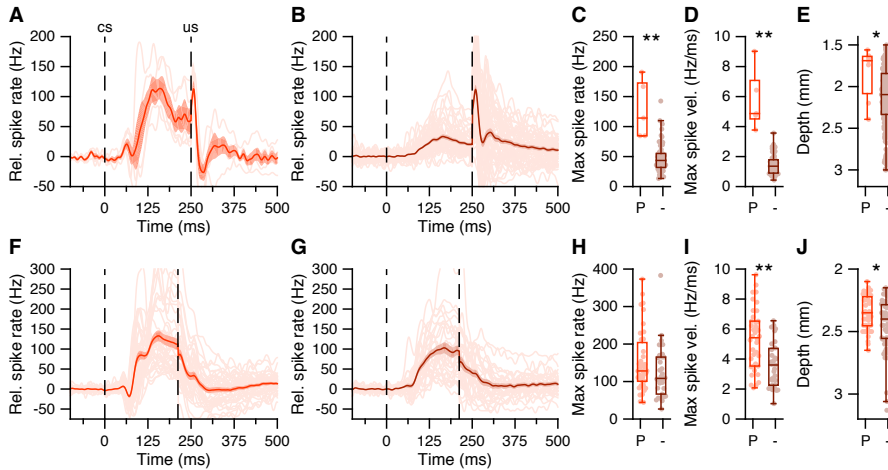 A B C D E
cs us
Rel. spike rate (Hz)
200
150
100
50
0
-50
0 125 250 375 500
Time (ms)
Rel. spike rate (Hz)
200
150
100
50
0
-50
0 125 250 375 500
Time (ms)
Max spike rate (Hz)
250
200
150
100
50
0
**
P -
Max spike vel. (Hz/ms)
10
8
6
4
2
0
**
P -
Depth (mm)
1.5
2
2.5
3
*
P -
F G H I J
Rel. spike rate (Hz)
300
250
200
150
100
50
0
-50
0 125 250 375 500
Time (ms)
Rel. spike rate (Hz)
300
250
200
150
100
50
0
-50
0 125 250 375 500
Time (ms)
Max spike rate (Hz)
400
300
200
100
0
P -
Max spike vel. (Hz/ms)
10
8
6
4
2
0
**
P -
Depth (mm)
2
2.5
3
*
P -